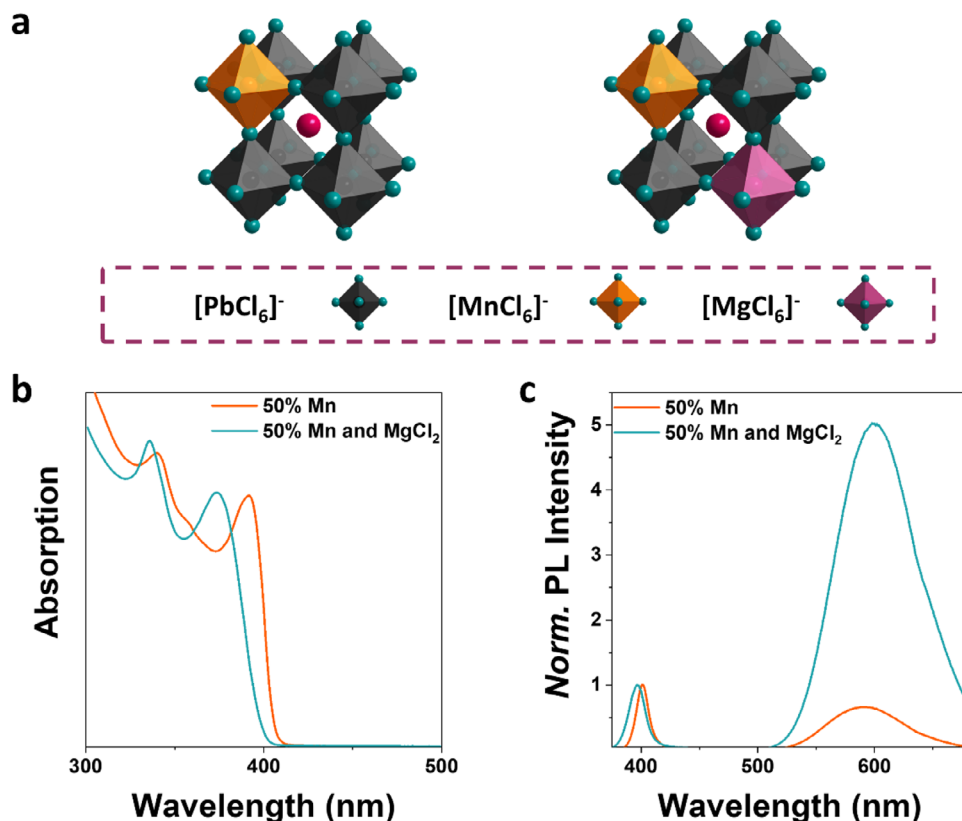 a
[PbCl₆]⁻ [MnCl₆]⁻ [MgCl₆]⁻
b
50% Mn
50% Mn and MgCl₂
Absorption
300 400 500
Wavelength (nm)
c
50% Mn
50% Mn and MgCl₂
Norm. PL Intensity
5
4
3
2
1
400 500 600
Wavelength (nm)